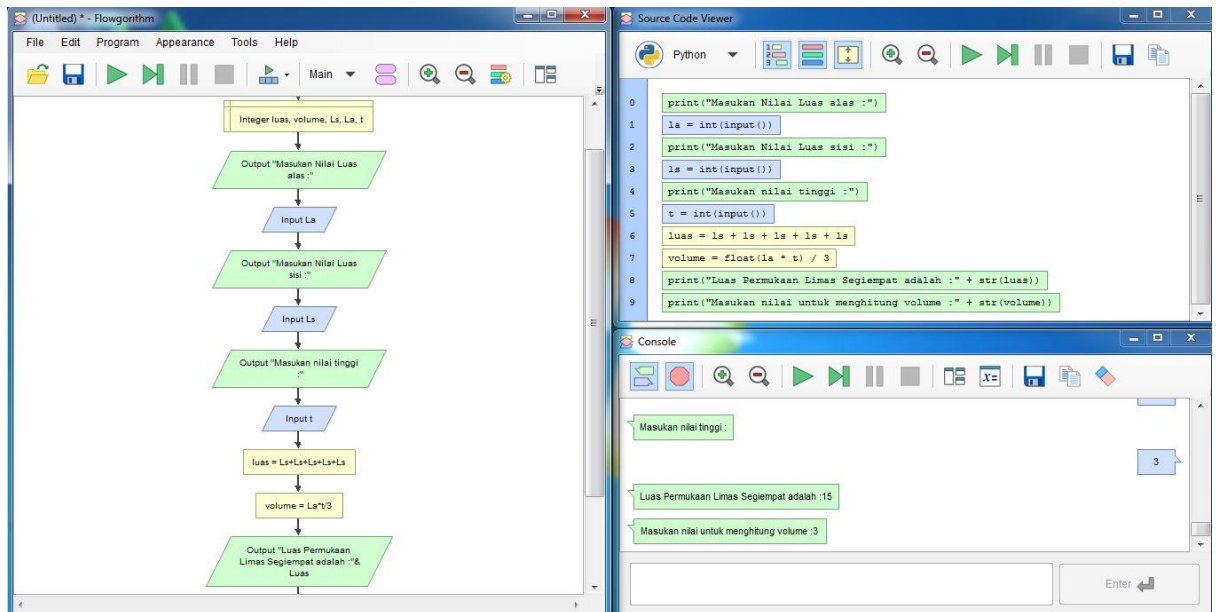 (Untitled) * - Flowgorithm
File Edit Program Appearance Tools Help
Main
Integer luas, volume, Ls, La, t
Output "Masukan Nilai Luas
alas :"
Input La
Output "Masukan Nilai Luas
sisi :"
Input Ls
Output "Masukan nilai tinggi
:"
Input t
luas = Ls+Ls+Ls+Ls+Ls
volume = La*t/3
Output "Luas Permukaan
Limas Segiempat adalah :"&
Luas
Source Code Viewer
Python
0 print("Masukan Nilai Luas alas :")
1 la = int(input())
2 print("Masukan Nilai Luas sisi :")
3 ls = int(input())
4 print("Masukan nilai tinggi :")
5 t = int(input())
6 luas = ls + ls + ls + ls + ls
7 volume = float(la * t) / 3
8 print("Luas Permukaan Limas Segiempat adalah :" + str(luas))
9 print("Masukan nilai untuk menghitung volume :" + str(volume))
Console
Masukan nilai tinggi :
3
Luas Permukaan Limas Segiempat adalah :15
Masukan nilai untuk menghitung volume :3
Enter